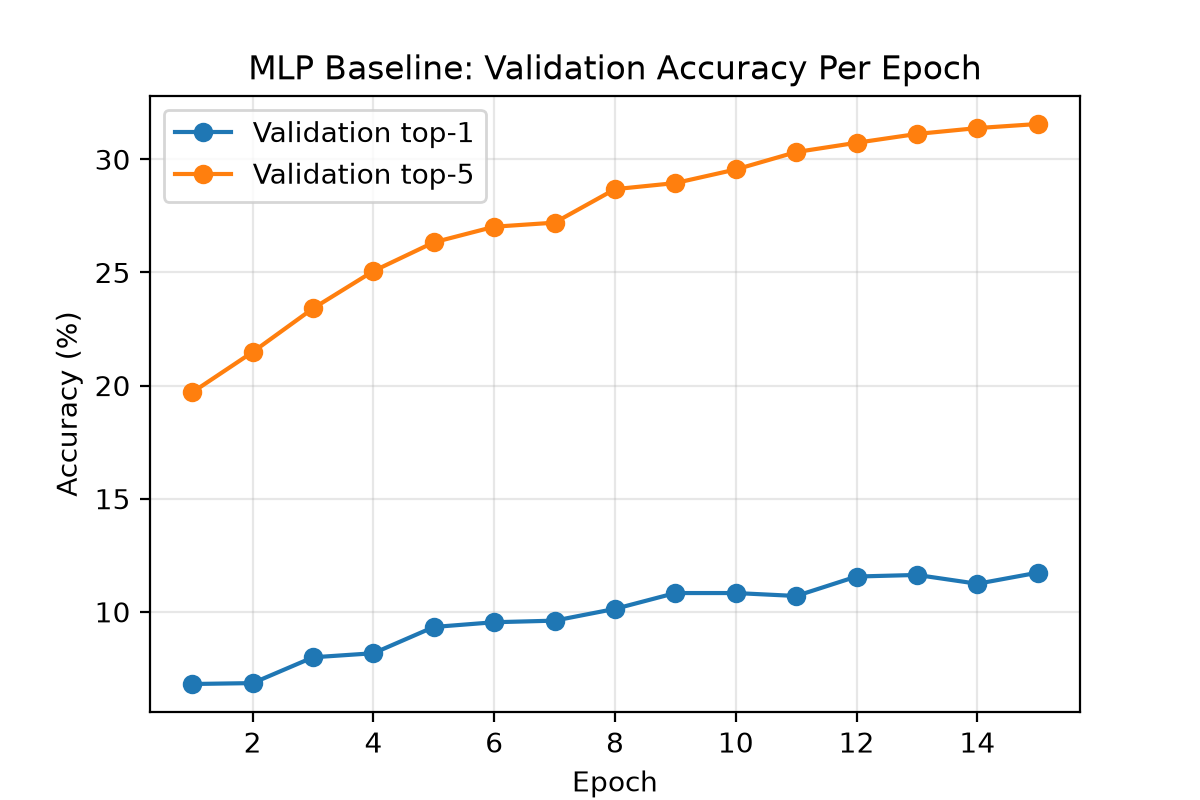 MLP Baseline: Validation Accuracy Per Epoch
Validation top-1
Validation top-5
Accuracy (%)
30
25
20
15
10
2 4 6 8 10 12 14
Epoch